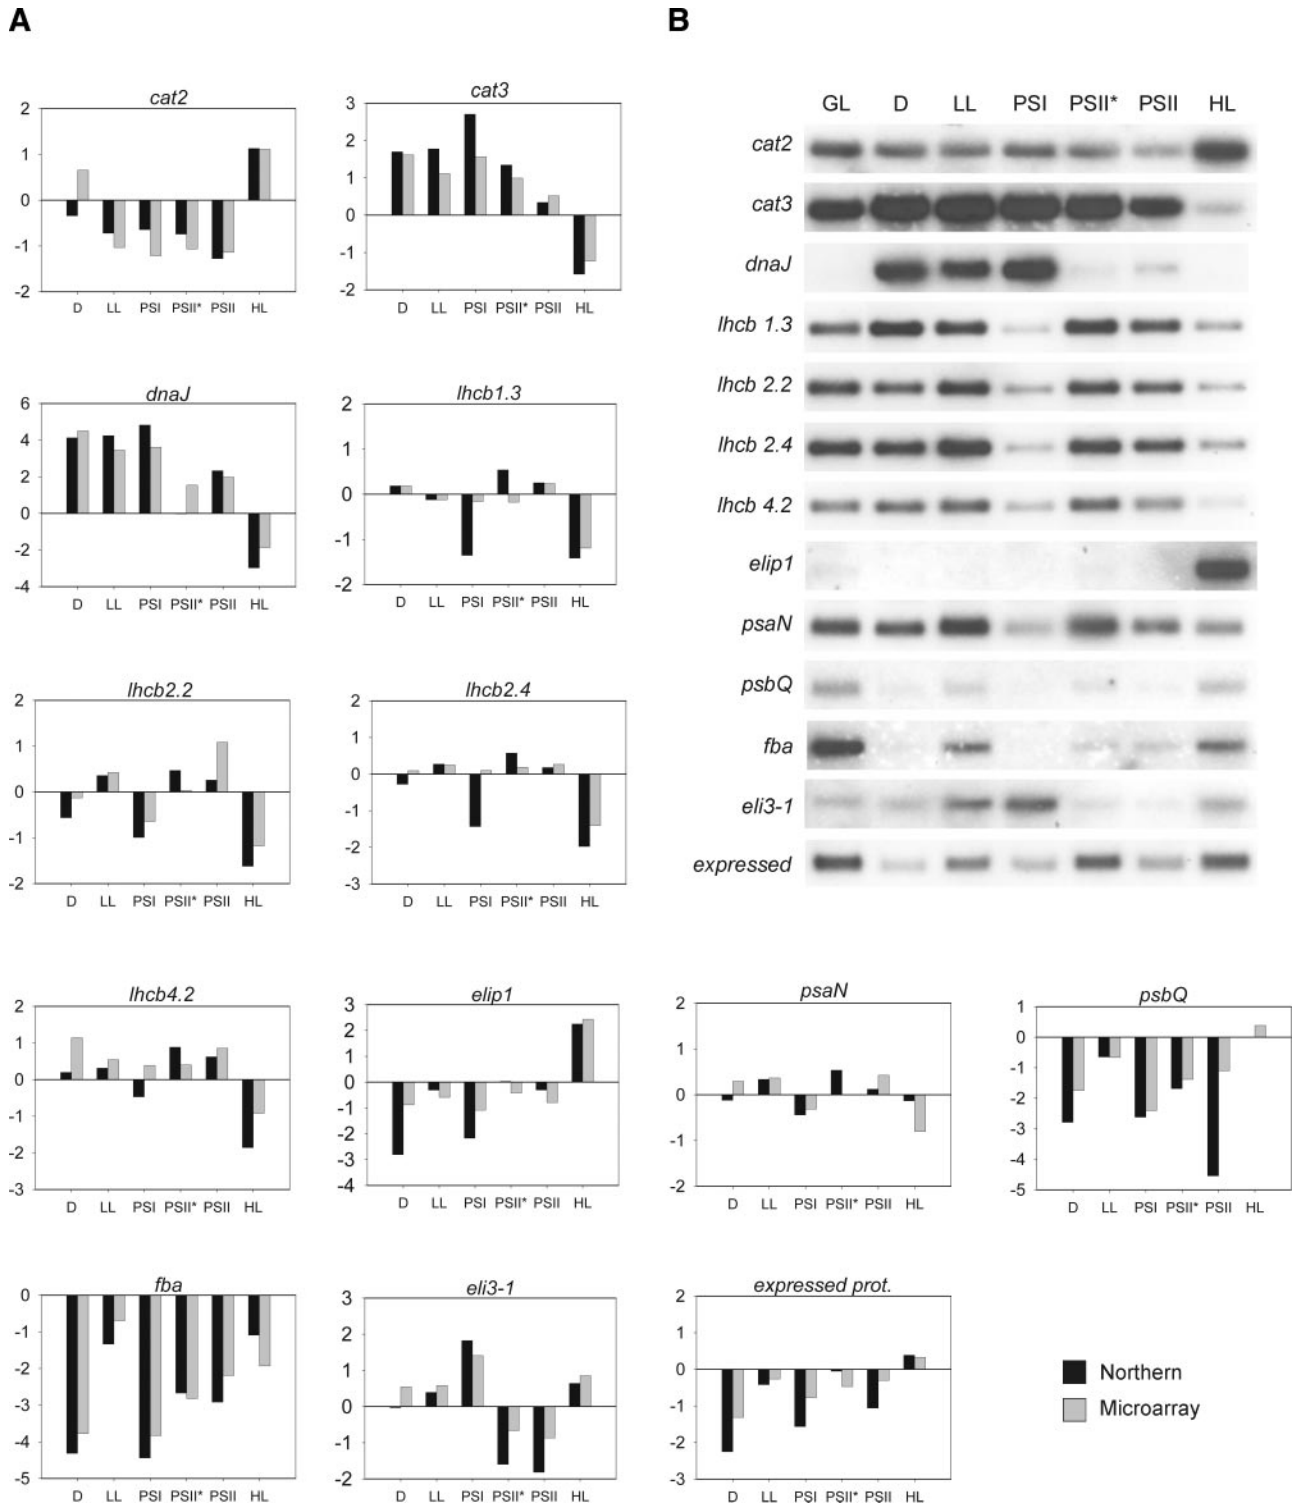 A
B
cat2
2
1
0
-1
-2
D LL PSI PSII* PSII HL
cat3
3
2
1
0
-1
-2
D LL PSI PSII* PSII HL
dnaJ
6
4
2
0
-2
-4
D LL PSI PSII* PSII HL
lhcb1.3
2
1
0
-1
-2
D LL PSI PSII* PSII HL
lhcb2.2
2
1
0
-1
-2
D LL PSI PSII* PSII HL
lhcb2.4
2
1
0
-1
-2
-3
D LL PSI PSII* PSII HL
GL D LL PSI PSII* PSII HL
cat2
cat3
dnaJ
lhcb 1.3
lhcb 2.2
lhcb 2.4
lhcb 4.2
elip1
psaN
psbQ
fba
eli3-1
expressed
lhcb4.2
2
1
0
-1
-2
-3
D LL PSI PSII* PSII HL
elip1
3
2
1
0
-1
-2
-3
-4
D LL PSI PSII* PSII HL
psaN
2
1
0
-1
-2
D LL PSI PSII* PSII HL
psbQ
1
0
-1
-2
-3
-4
-5
D LL PSI PSII* PSII HL
fba
0
-1
-2
-3
-4
-5
D LL PSI PSII* PSII HL
eli3-1
3
2
1
0
-1
-2
D LL PSI PSII* PSII HL
expressed prot.
2
1
0
-1
-2
-3
D LL PSI PSII* PSII HL
Northern
Microarray